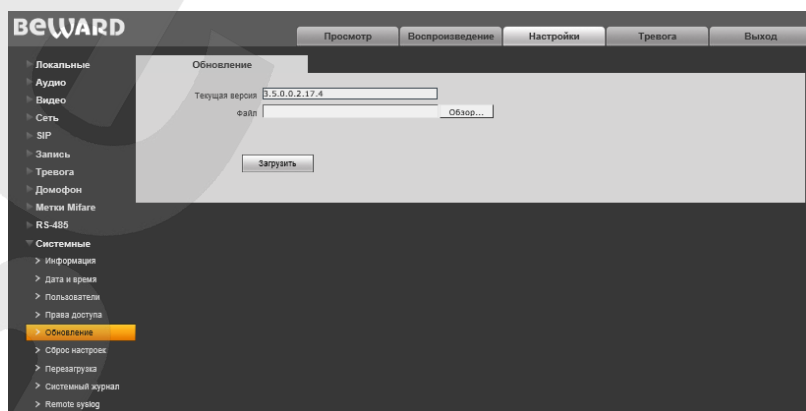 BEWARD
Просмотр
Воспроизведение
Настройки
Тревога
Выход
Локальные
Аудио
Видео
Сеть
SIP
Запись
Тревога
Домофон
Метки Mifare
RS-485
Системные
Информация
Дата и время
Пользователи
Права доступа
Обновление
Сброс настроек
Перезагрузка
Системный журнал
Remote syslog
Обновление
Текущая версия 3.5.0.0.2.17.4
Файл Обзор...
Загрузить